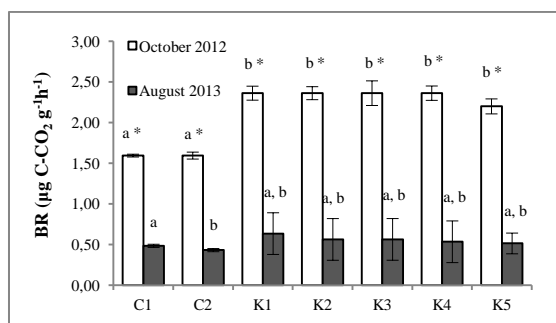 3,00
2,50
2,00
1,50
1,00
0,50
0,00
BR (µg C-CO₂ g⁻¹h⁻¹)
October 2012
August 2013
a * a * b * b * b * b * b *
a b a, b a, b a, b a, b a, b
C1 C2 K1 K2 K3 K4 K5